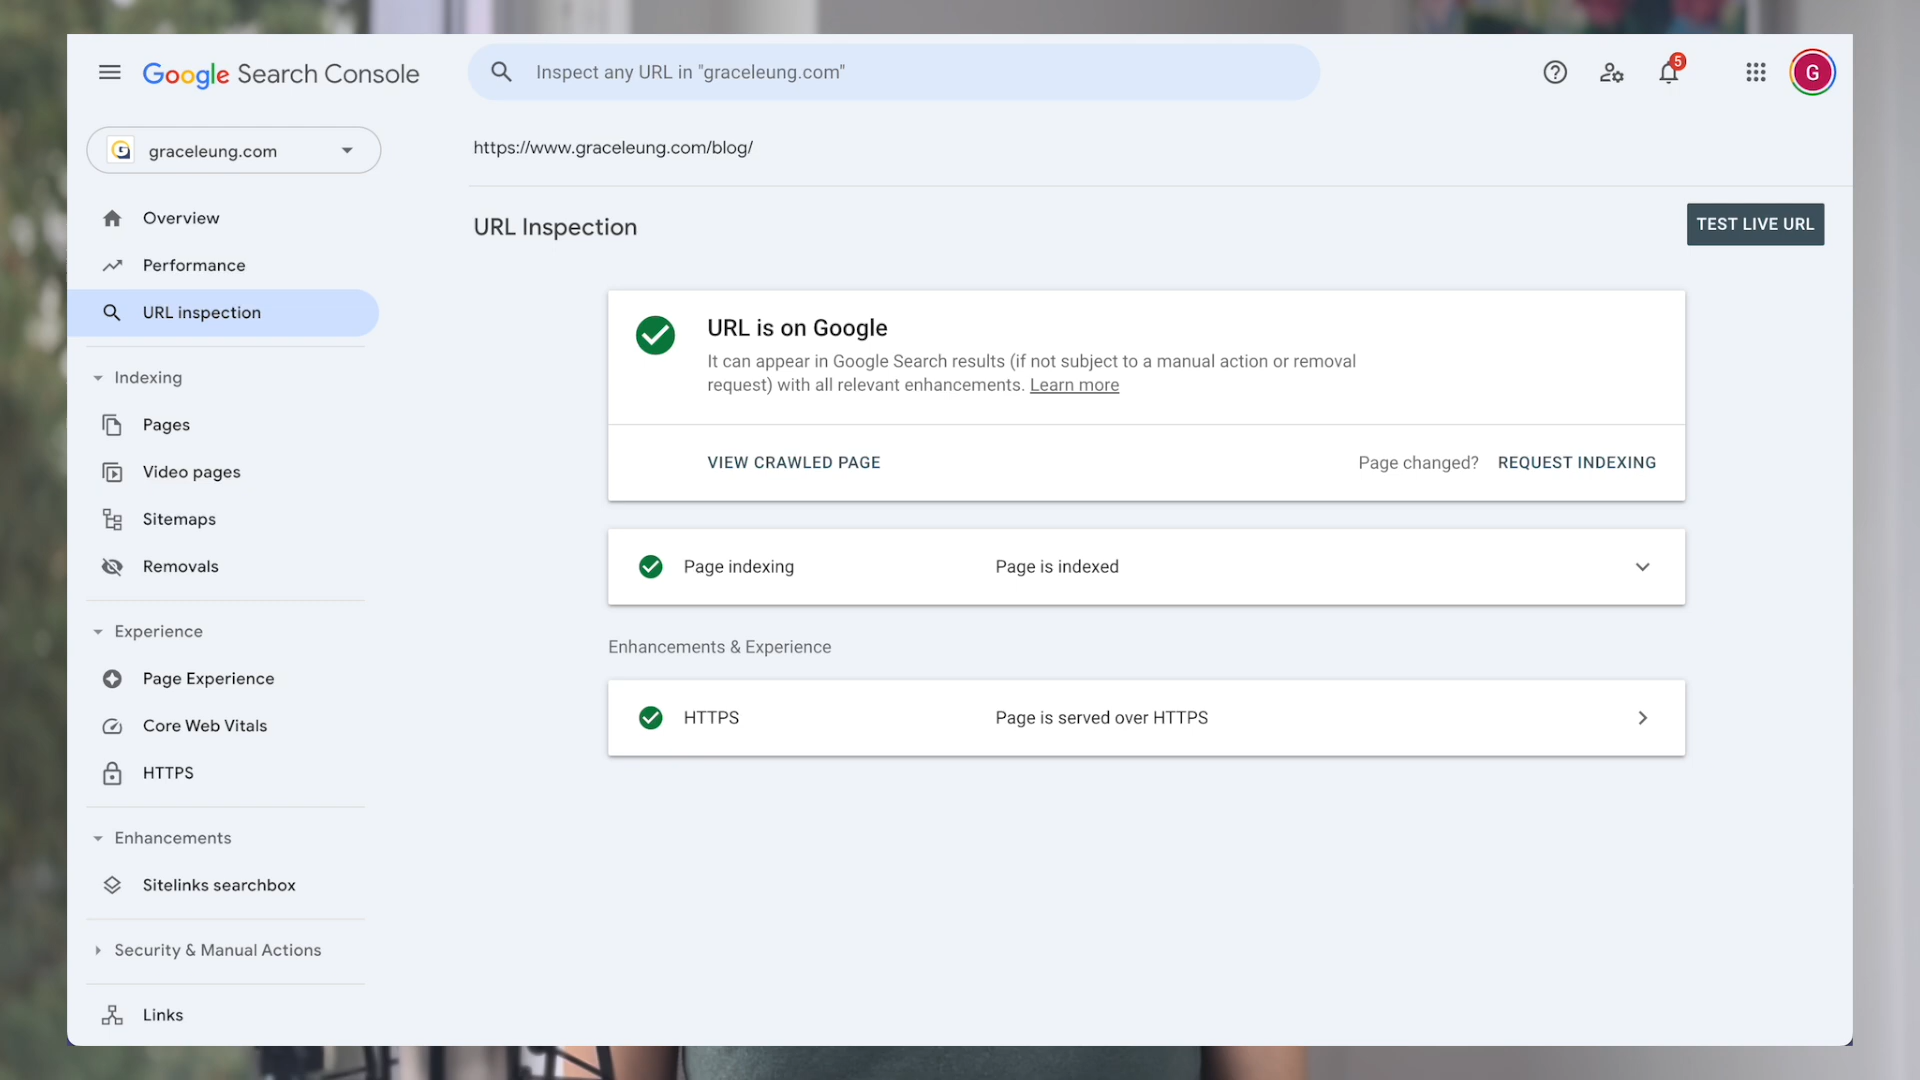 Google Search Console
Inspect any URL in "graceleung.com"
5
G
graceleung.com
https://www.graceleung.com/blog/
Overview
Performance
URL inspection
Indexing
Pages
Video pages
Sitemaps
Removals
Experience
Page Experience
Core Web Vitals
HTTPS
Enhancements
Sitelinks searchbox
Security & Manual Actions
Links
URL Inspection
TEST LIVE URL
URL is on Google
It can appear in Google Search results (if not subject to a manual action or removal
request) with all relevant enhancements. Learn more
VIEW CRAWLED PAGE
Page changed? REQUEST INDEXING
Page indexing Page is indexed
Enhancements & Experience
HTTPS Page is served over HTTPS